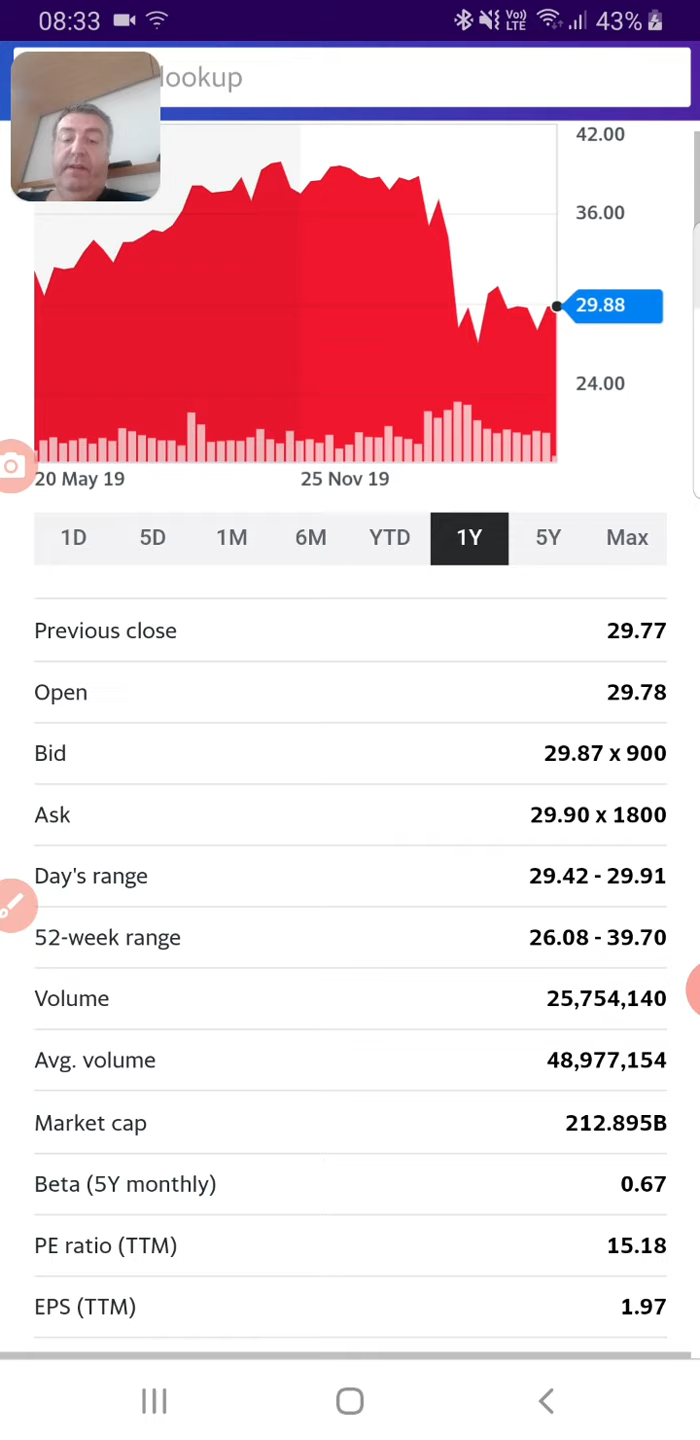 08:33
Vo)) LTE 43%
lookup
42.00
36.00
29.88
24.00
20 May 19 25 Nov 19
1D 5D 1M 6M YTD 1Y 5Y Max
Previous close 29.77
Open 29.78
Bid 29.87 x 900
Ask 29.90 x 1800
Day's range 29.42 - 29.91
52-week range 26.08 - 39.70
Volume 25,754,140
Avg. volume 48,977,154
Market cap 212.895B
Beta (5Y monthly) 0.67
PE ratio (TTM) 15.18
EPS (TTM) 1.97